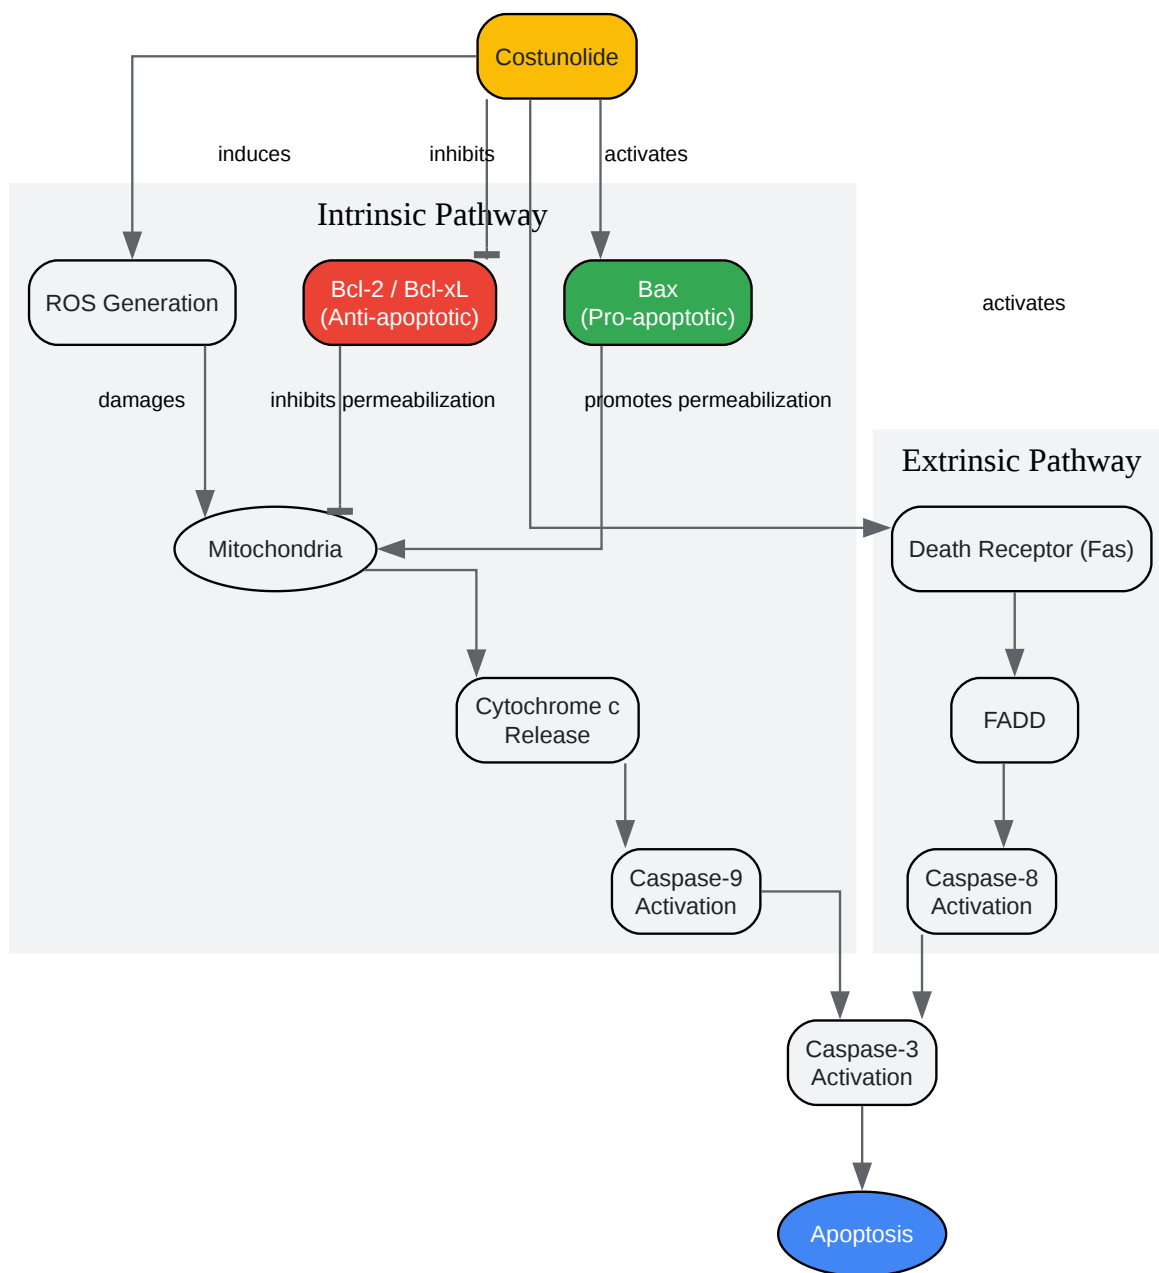 Costunolide
induces
inhibits
activates
Intrinsic Pathway
ROS Generation
Bcl-2 / Bcl-xL
(Anti-apoptotic)
Bax
(Pro-apoptotic)
activates
damages
inhibits permeabilization
promotes permeabilization
Extrinsic Pathway
Mitochondria
Death Receptor (Fas)
Cytochrome c
Release
FADD
Caspase-9
Activation
Caspase-8
Activation
Caspase-3
Activation
Apoptosis